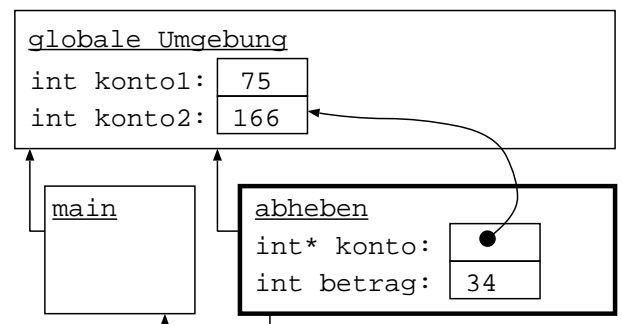 globale Umgebung
int konto1: 75
int konto2: 166
main
abheben
int* konto:
int betrag: 34